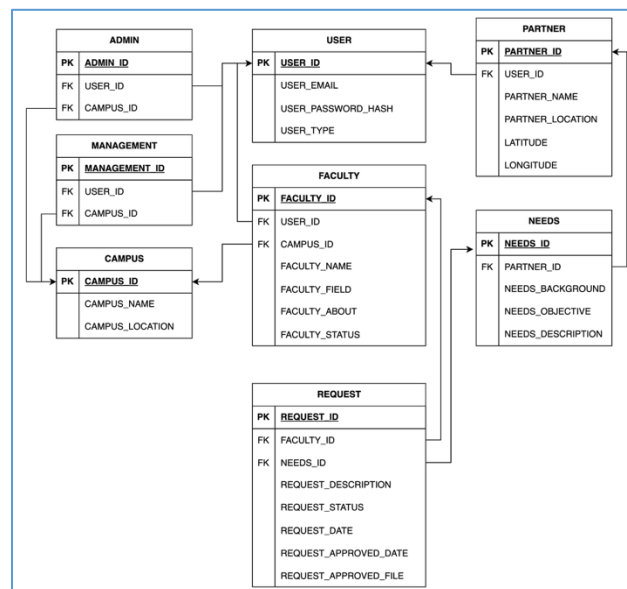 ADMIN
PK ADMIN_ID
FK USER_ID
FK CAMPUS_ID
MANAGEMENT
PK MANAGEMENT_ID
FK USER_ID
FK CAMPUS_ID
CAMPUS
PK CAMPUS_ID
CAMPUS_NAME
CAMPUS_LOCATION
USER
PK USER_ID
USER_EMAIL
USER_PASSWORD_HASH
USER_TYPE
FACULTY
PK FACULTY_ID
FK USER_ID
FK CAMPUS_ID
FACULTY_NAME
FACULTY_FIELD
FACULTY_ABOUT
FACULTY_STATUS
REQUEST
PK REQUEST_ID
FK FACULTY_ID
FK NEEDS_ID
REQUEST_DESCRIPTION
REQUEST_STATUS
REQUEST_DATE
REQUEST_APPROVED_DATE
REQUEST_APPROVED_FILE
PARTNER
PK PARTNER_ID
FK USER_ID
PARTNER_NAME
PARTNER_LOCATION
LATITUDE
LONGITUDE
NEEDS
PK NEEDS_ID
FK PARTNER_ID
NEEDS_BACKGROUND
NEEDS_OBJECTIVE
NEEDS_DESCRIPTION